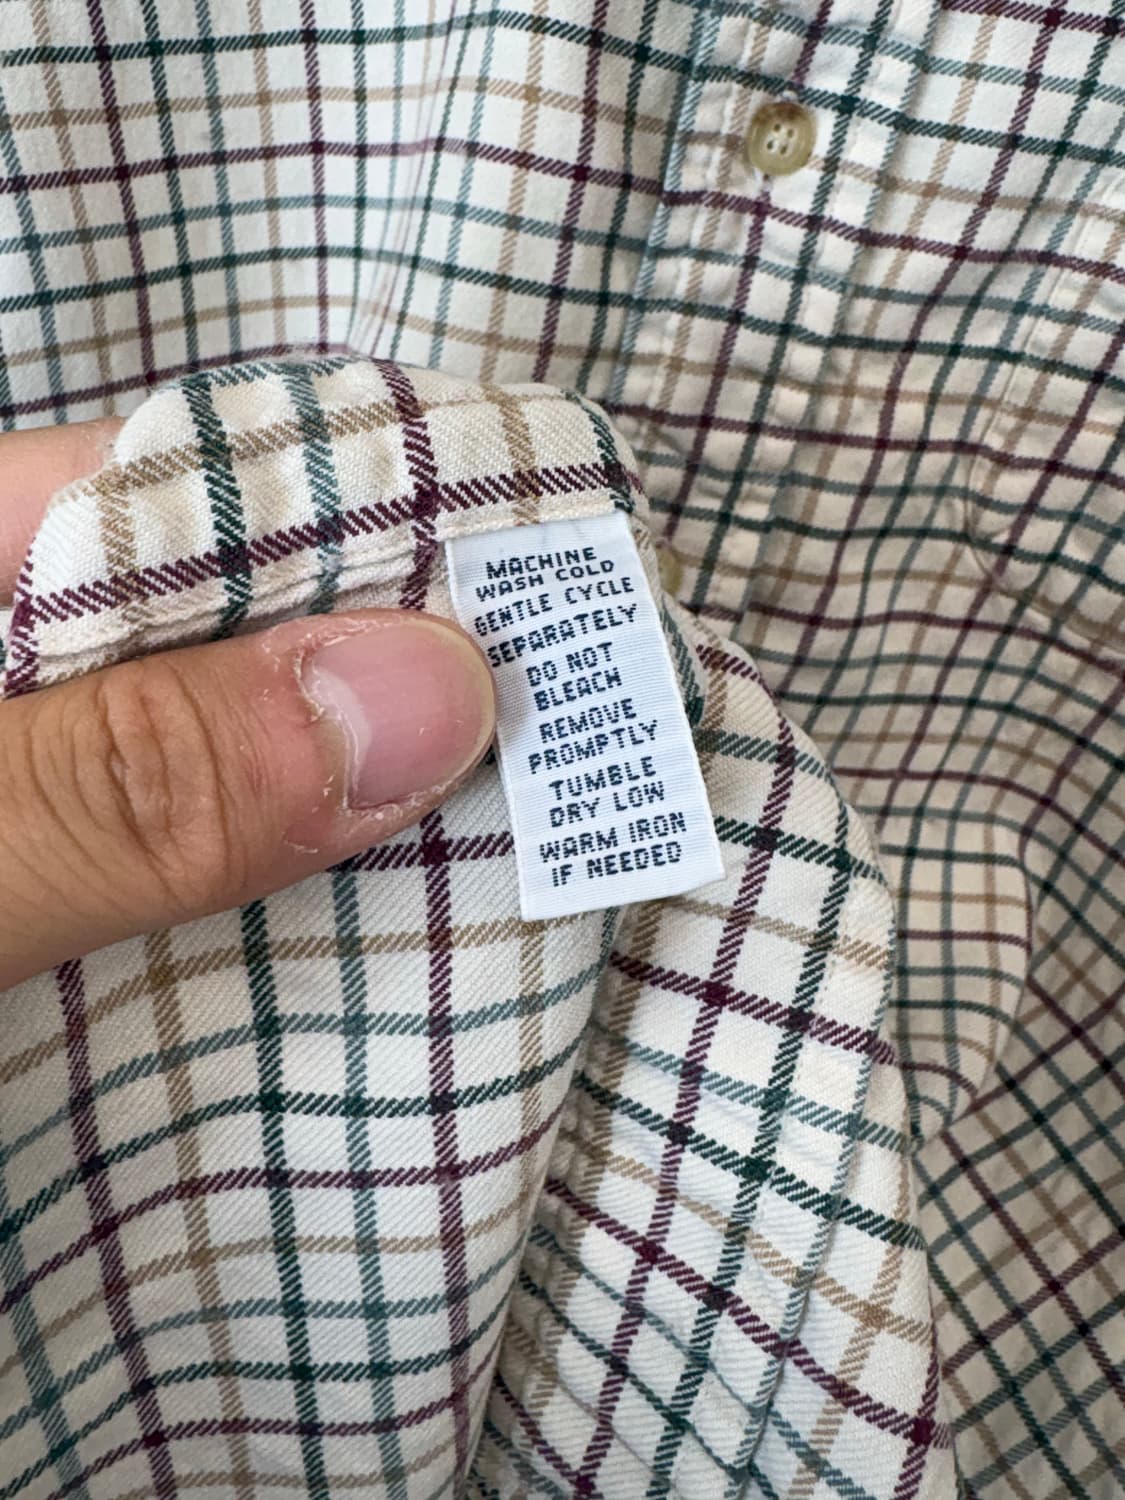 MACHINE
WASH COLD
GENTLE CYCLE
SEPARATELY
DO NOT
BLEACH
REMOVE
PROMPTLY
TUMBLE
DRY LOW
WARM IRON
IF NEEDED